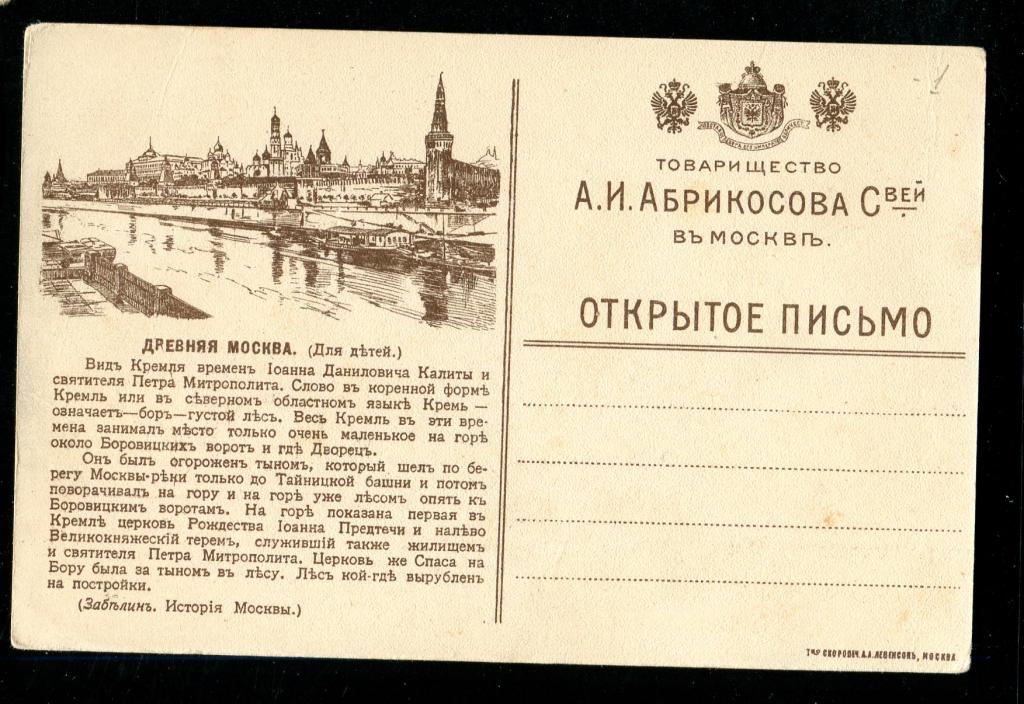 ДРЕВНЯЯ МОСКВА. (Для дѣтей.)
Видъ Кремля временъ Іоанна Даниловича Калиты и
святителя Петра Митрополита. Слово въ коренной формѣ
Кремль или въ сѣверномъ областномъ языкѣ Кремь —
означаетъ—боръ—густой лѣсъ. Весь Кремль въ эти вре-
мена занималъ мѣсто только очень маленькое на горѣ
около Боровицкихъ воротъ и гдѣ Дворецъ.
Онъ былъ огороженъ тыномъ, который шелъ по бе-
регу Москвы-рѣки только до Тайницкой башни и потомъ
поворачивалъ на гору и на горѣ уже лѣсомъ опять къ
Боровицкимъ воротамъ. На горѣ показана первая въ
Кремлѣ церковь Рождества Іоанна Предтечи и налѣво
Великокняжескій теремъ, служившій также жилищемъ
и святителя Петра Митрополита. Церковь же Спаса на
Бору была за тыномъ въ лѣсу. Лѣсъ кой-гдѣ вырубленъ
на постройки.
(Забѣлинъ. Исторія Москвы.)
-1
ТОВАРИЩЕСТВО
А.И.АБРИКОСОВА СВЕЙ
ВЪ МОСКВѢ.
ОТКРЫТОЕ ПИСЬМО
Тво СКОРОПЕЧ. А.А.ЛЕВЕНСОНЪ, МОСКВА